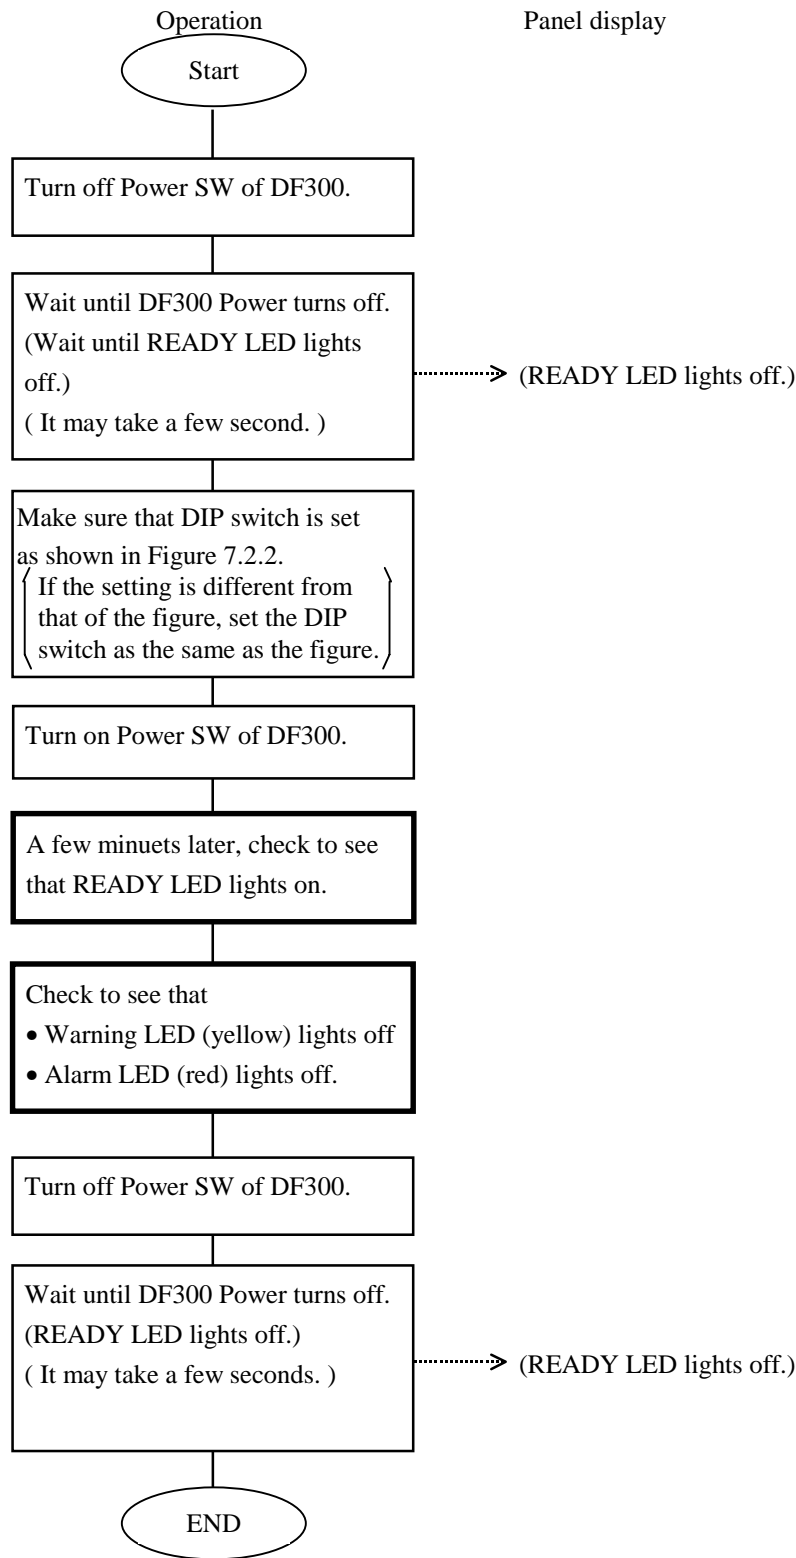 Operation Panel display
Start
Turn off Power SW of DF300.
Wait until DF300 Power turns off.
(Wait until READY LED lights
off.)
(READY LED lights off.)
( It may take a few second. )
Make sure that DIP switch is set
as shown in Figure 7.2.2.
If the setting is different from
that of the figure, set the DIP
switch as the same as the figure.
Turn on Power SW of DF300.
A few minuets later, check to see
that READY LED lights on.
Check to see that
• Warning LED (yellow) lights off
• Alarm LED (red) lights off.
Turn off Power SW of DF300.
Wait until DF300 Power turns off.
(READY LED lights off.)
( It may take a few seconds. )
(READY LED lights off.)
END